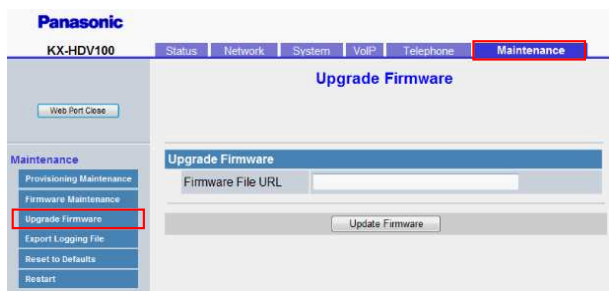 Panasonic
KX-HDV100
Status Network System VoIP Telephone Maintenance
Upgrade Firmware
Web Port Close
Maintenance
Provisioning Maintenance
Firmware Maintenance
Upgrade Firmware
Export Logging File
Reset to Defaults
Restart
Upgrade Firmware
Firmware File URL
Update Firmware